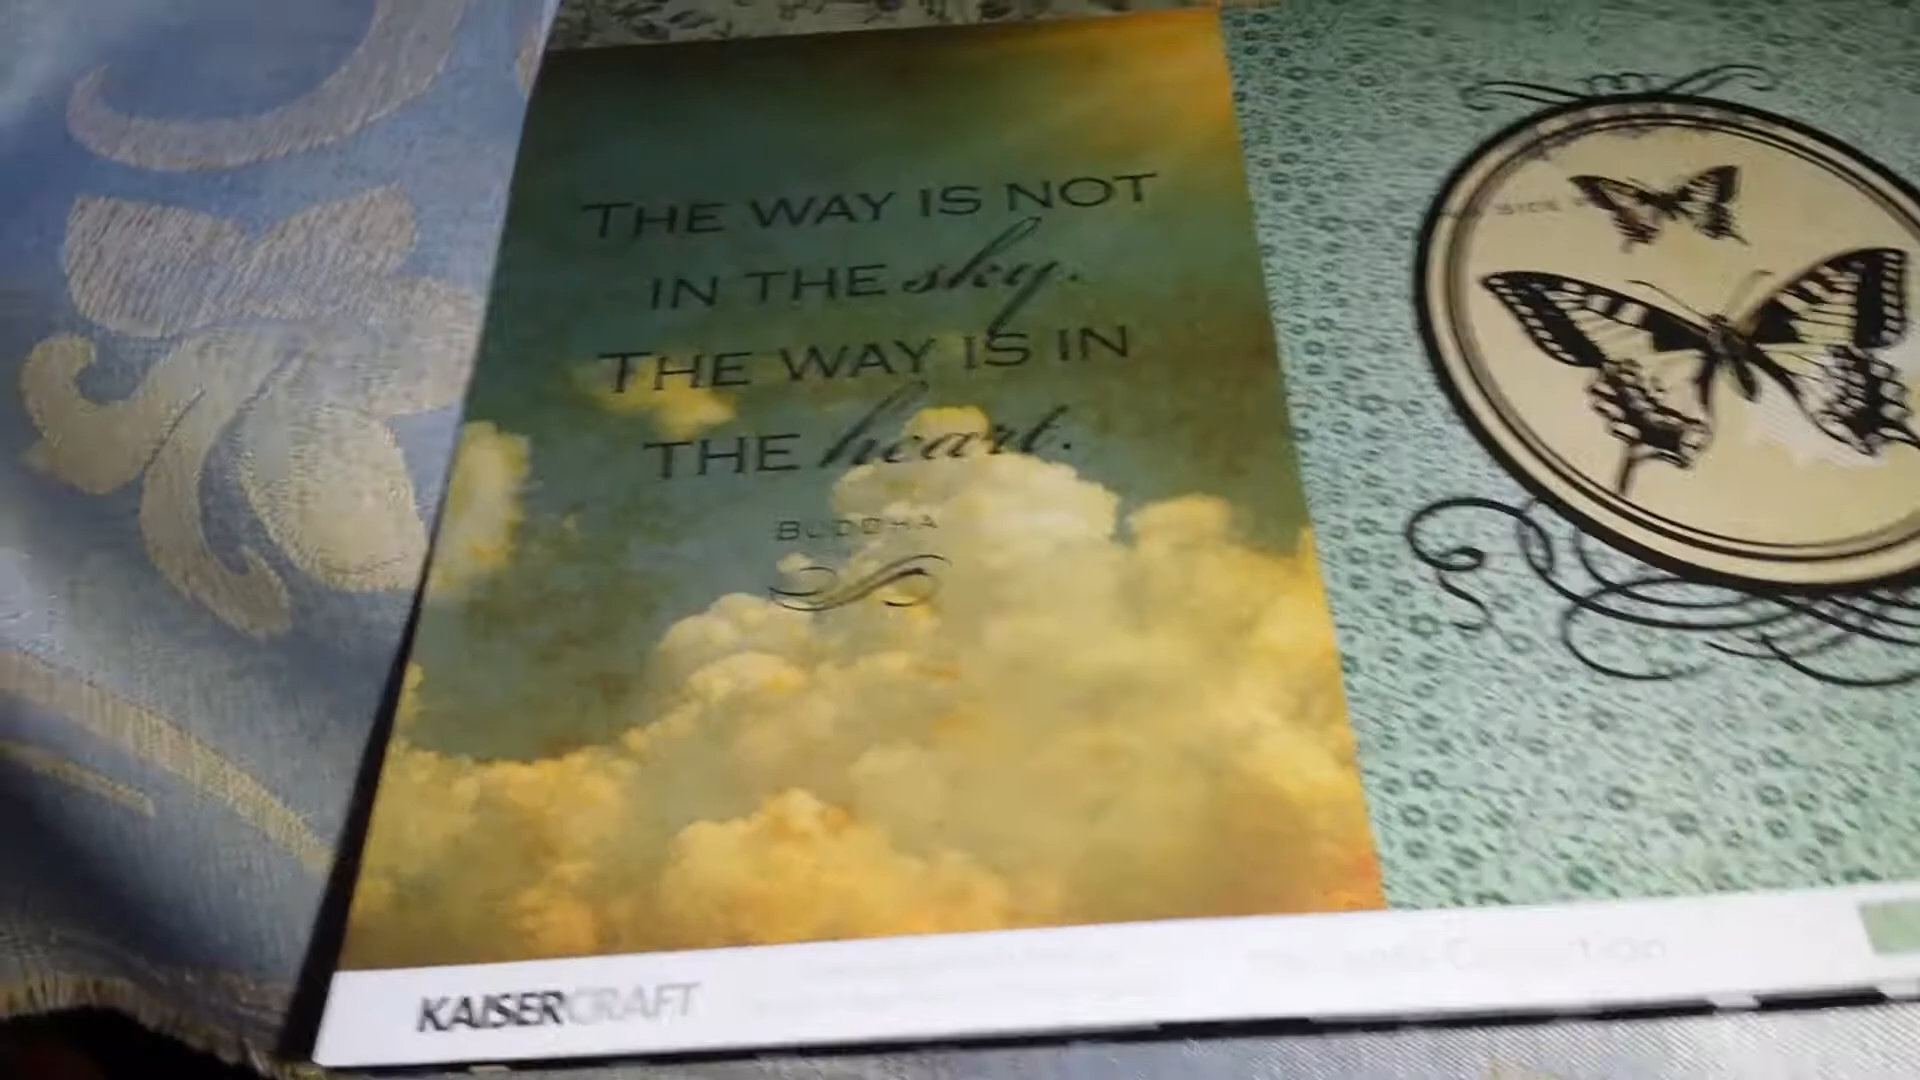 THE WAY IS NOT
IN THE sky.
THE WAY IS IN
THE heart.
BUDDHA
KAISERCRAFT